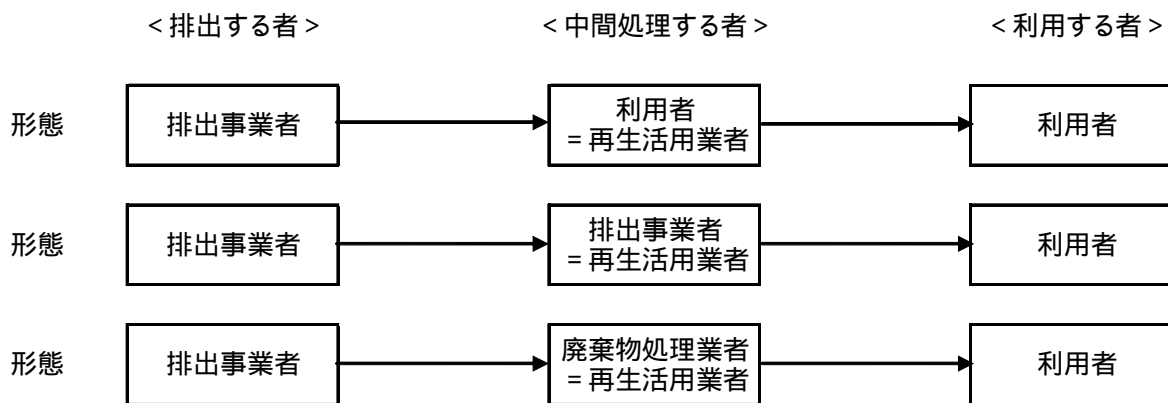 <排出する者> <中間処理する者> <利用する者>
形態 排出事業者 利用者
=再生活用業者 利用者
形態 排出事業者 排出事業者
=再生活用業者 利用者
形態 排出事業者 廃棄物処理業者
=再生活用業者 利用者